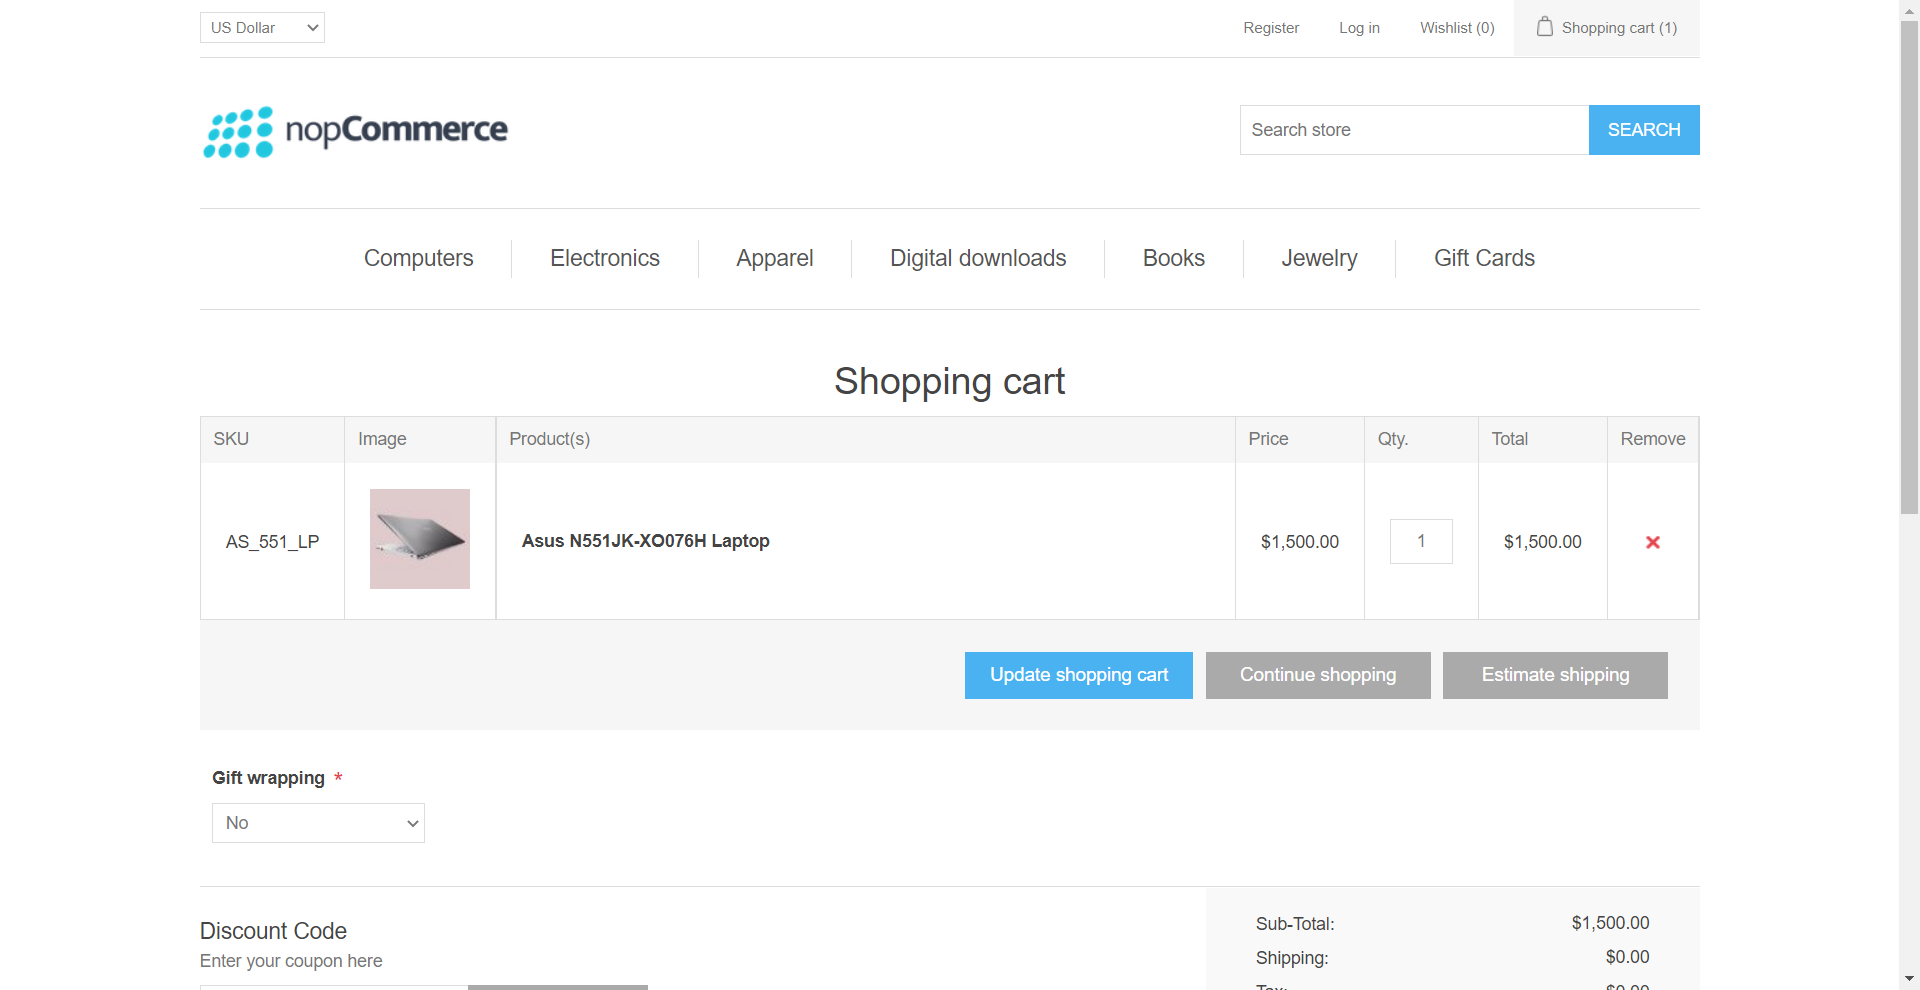 US Dollar
Register
Log in
Wishlist (0)
Shopping cart (1)
nopCommerce
Search store
SEARCH
Computers
Electronics
Apparel
Digital downloads
Books
Jewelry
Gift Cards
Shopping cart
SKU Image Product(s) Price Qty. Total Remove
AS_551_LP Asus N551JK-XO076H Laptop $1,500.00 1 $1,500.00
Update shopping cart
Continue shopping
Estimate shipping
Gift wrapping *
No
Discount Code
Enter your coupon here
Sub-Total: $1,500.00
Shipping: $0.00
Tax: $0.00